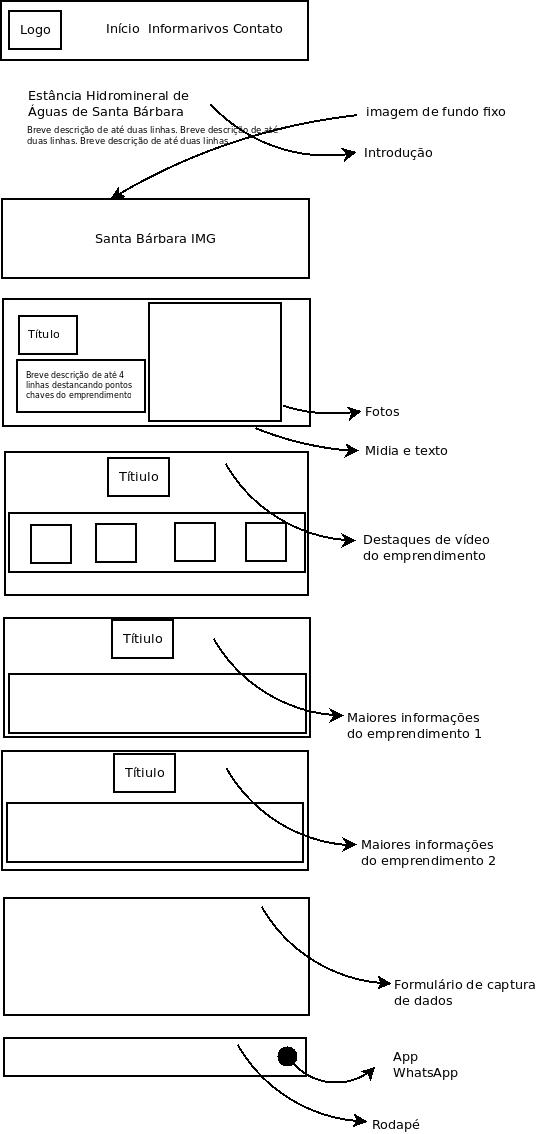 Logo
Início Informarivos Contato
Estância Hidromineral de
Águas de Santa Bárbara
Breve descrição de até duas linhas. Breve descrição de até
duas linhas. Breve descrição de até duas linhas.
imagem de fundo fixo
Introdução
Santa Bárbara IMG
Título
Breve descrição de até 4
linhas destancando pontos
chaves do emprendimento
Fotos
Midia e texto
Títiulo
Destaques de vídeo
do emprendimento
Títiulo
Maiores informações
do emprendimento 1
Títiulo
Maiores informações
do emprendimento 2
Formulário de captura
de dados
App
WhatsApp
Rodapé